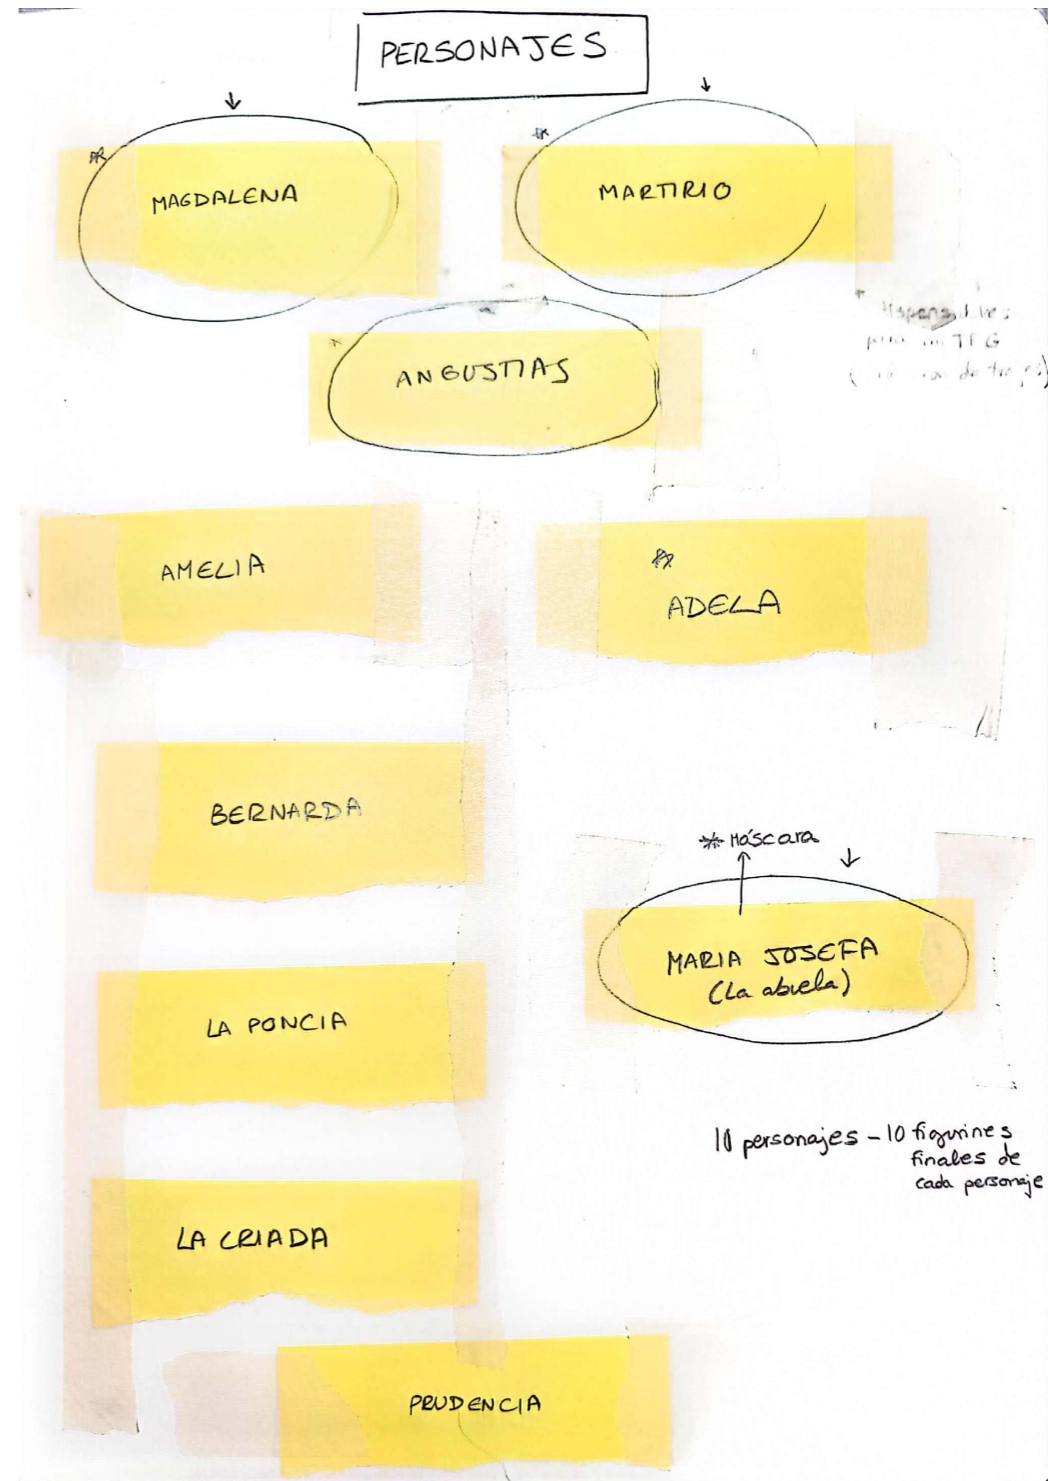 PERSONAJES
MAGDALENA
MARTIRIO
ANGUSTIAS
TFG
AMELIA
ADELA
BERNARDA
* Máscara
MARIA JOSEFA
(La abuela)
LA PONCIA
10 personajes - 10 figurines
finales de
cada personaje
LA CRIADA
PRUDENCIA